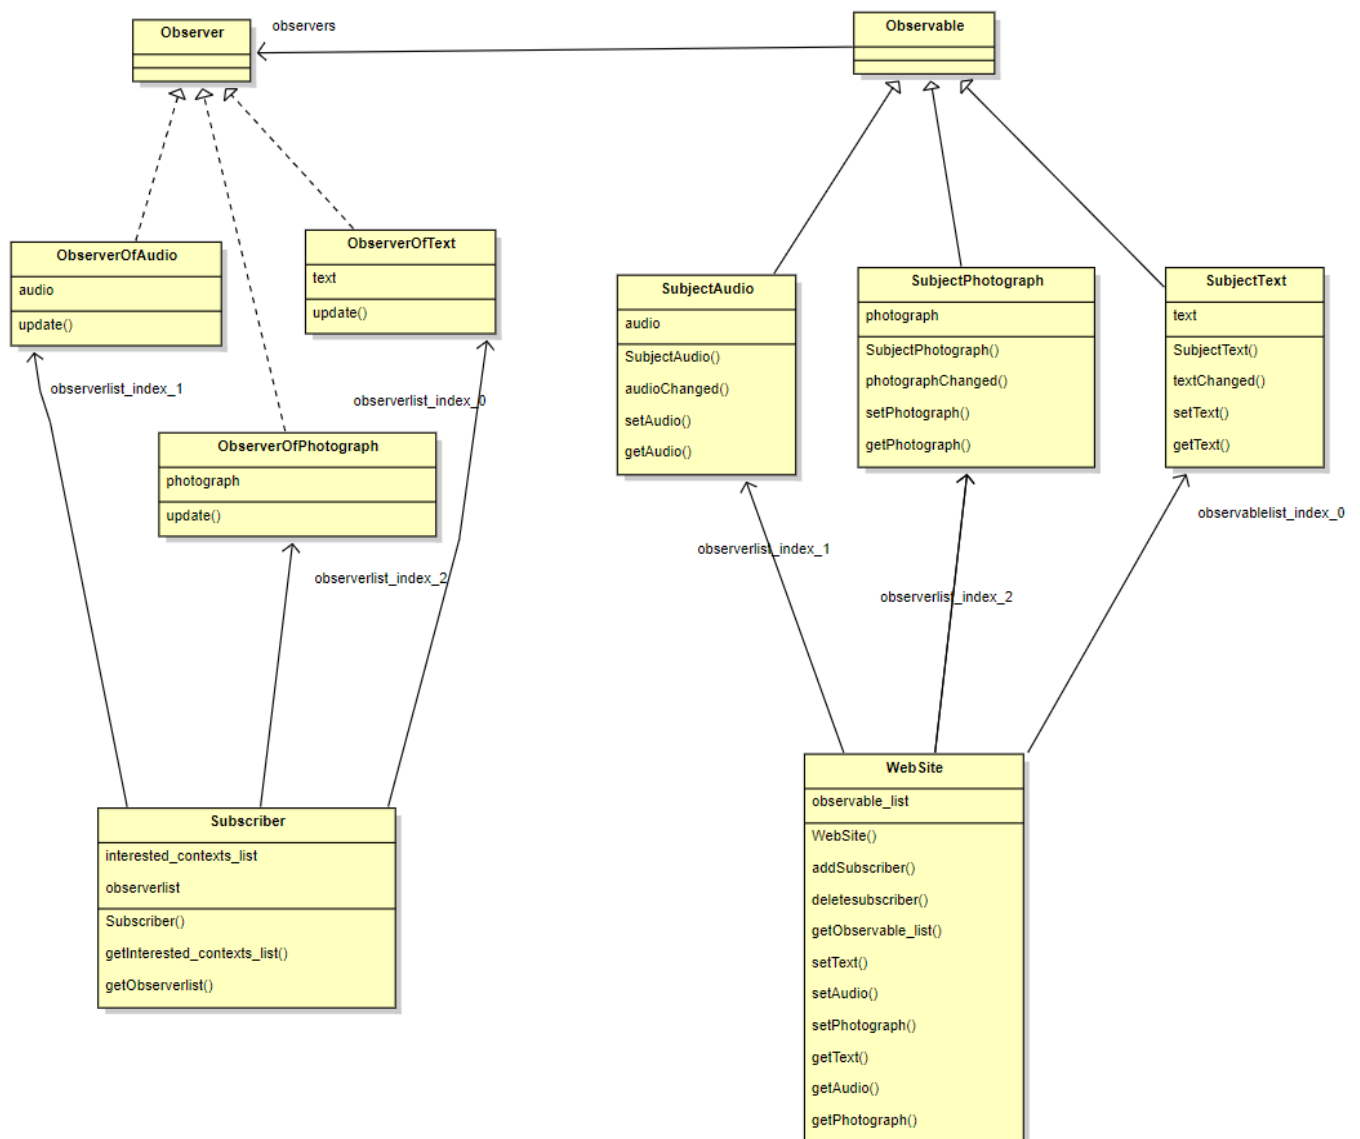 Observer
observers
Observable
ObserverOfAudio
audio
update()
ObserverOfText
text
update()
observerlist_index_1
observerlist_index_0
ObserverOfPhotograph
photograph
update()
observerlist_index_2
Subscriber
interested_contexts_list
observerlist
Subscriber()
getInterested_contexts_list()
getObserverlist()
SubjectAudio
audio
SubjectAudio()
audioChanged()
setAudio()
getAudio()
SubjectPhotograph
photograph
SubjectPhotograph()
photographChanged()
setPhotograph()
getPhotograph()
SubjectText
text
SubjectText()
textChanged()
setText()
getText()
observerlist_index_1
observerlist_index_2
observablelist_index_0
WebSite
observable_list
WebSite()
addSubscriber()
deletesubscriber()
getObservable_list()
setText()
setAudio()
setPhotograph()
getText()
getAudio()
getPhotograph()